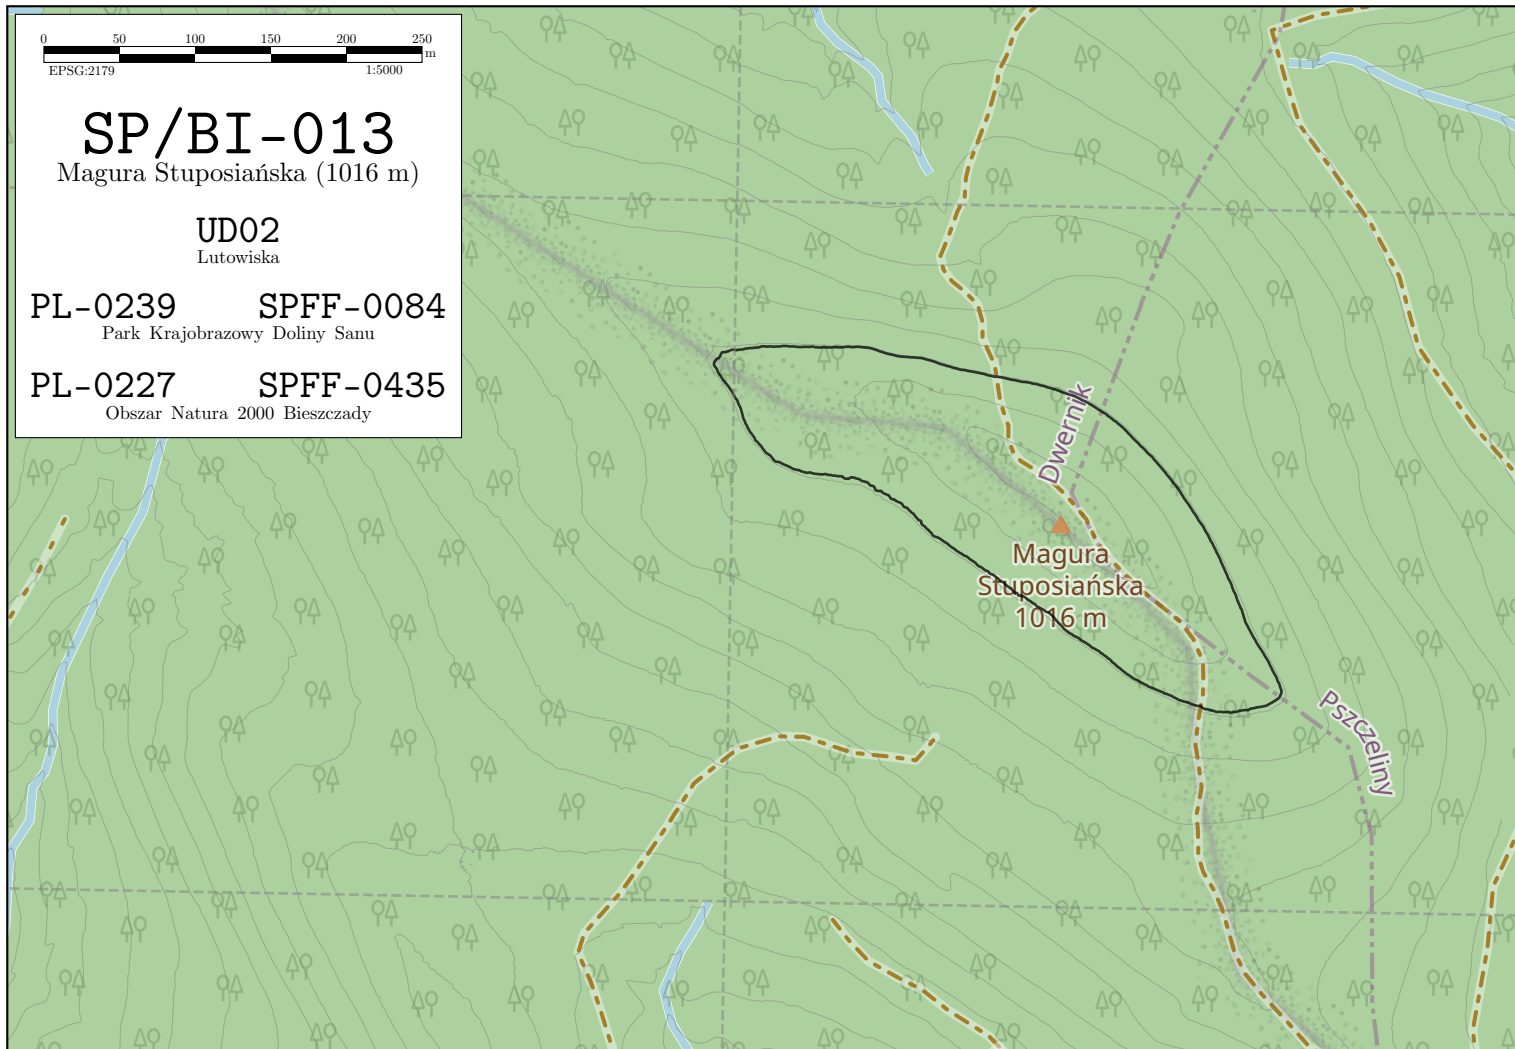 0 50 100 150 200 250
m
EPSG:2179 1:5000
SP/BI-013
Magura Stuposiańska (1016 m)
UD02
Lutowiska
PL-0239 SPFF-0084
Park Krajobrazowy Doliny Sanu
PL-0227 SPFF-0435
Obszar Natura 2000 Bieszczady
Dwernik
Magura
Stuposiańska
1016 m
Pszczeliny